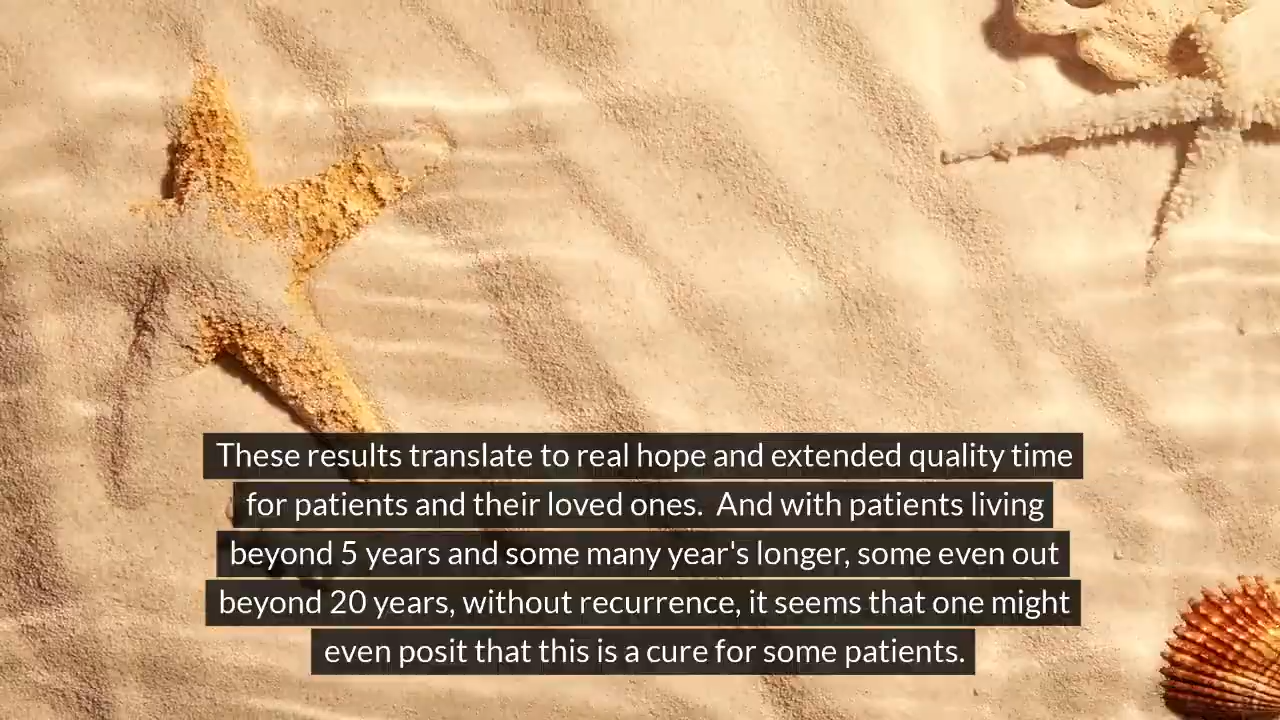 These results translate to real hope and extended quality time
for patients and their loved ones.  And with patients living
beyond 5 years and some many year's longer, some even out
beyond 20 years, without recurrence, it seems that one might
even posit that this is a cure for some patients.